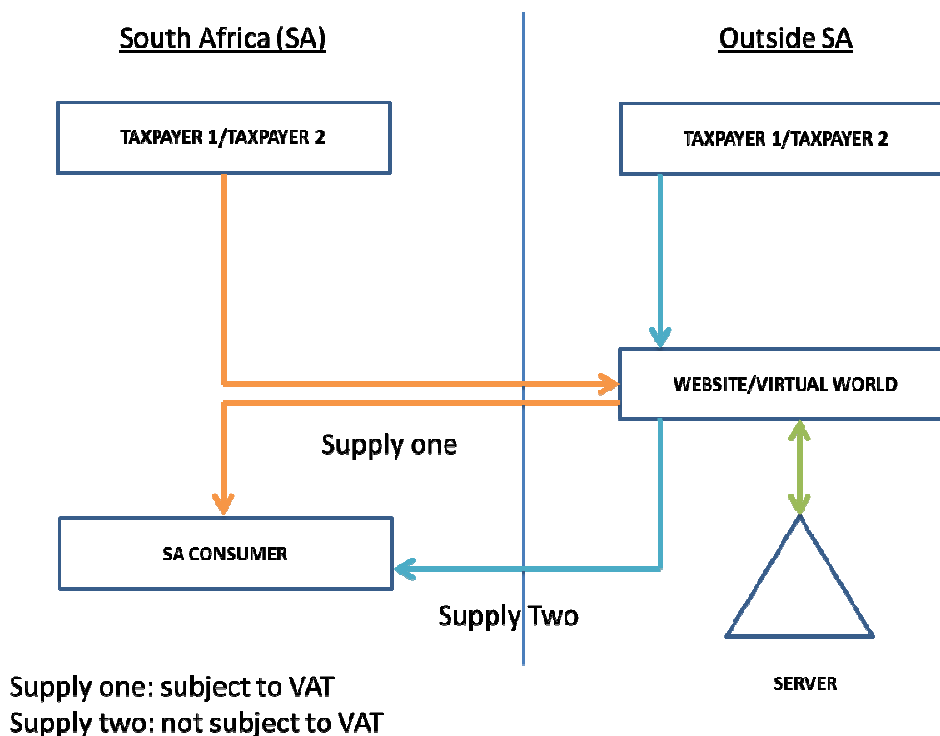 South Africa (SA)
Outside SA
TAXPAYER 1/TAXPAYER 2
TAXPAYER 1/TAXPAYER 2
WEBSITE/VIRTUAL WORLD
Supply one
SA CONSUMER
Supply Two
SERVER
Supply one: subject to VAT
Supply two: not subject to VAT